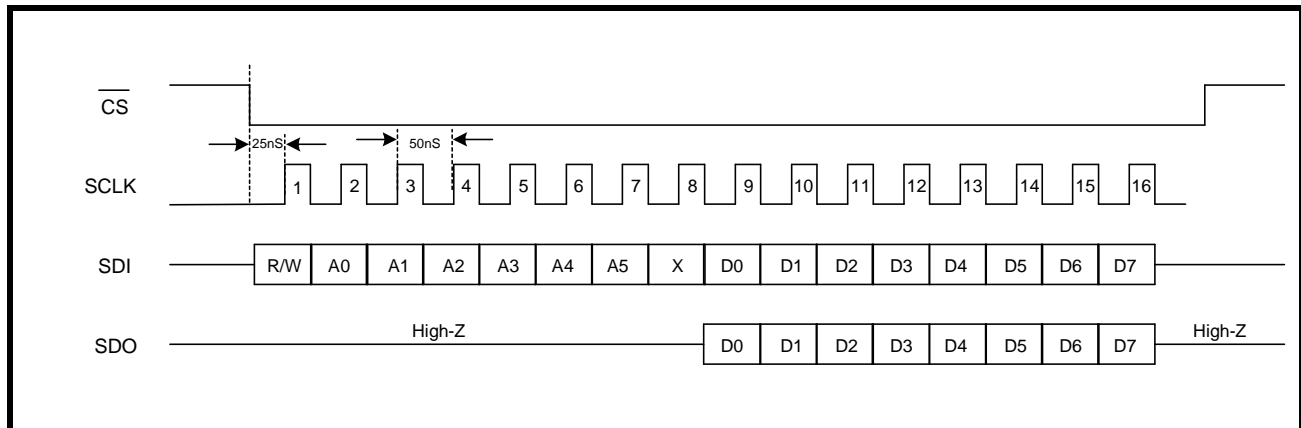 CS
25nS 50nS
SCLK 1 2 3 4 5 6 7 8 9 10 11 12 13 14 15 16
SDI R/W A0 A1 A2 A3 A4 A5 X D0 D1 D2 D3 D4 D5 D6 D7
SDO High-Z D0 D1 D2 D3 D4 D5 D6 D7 High-Z